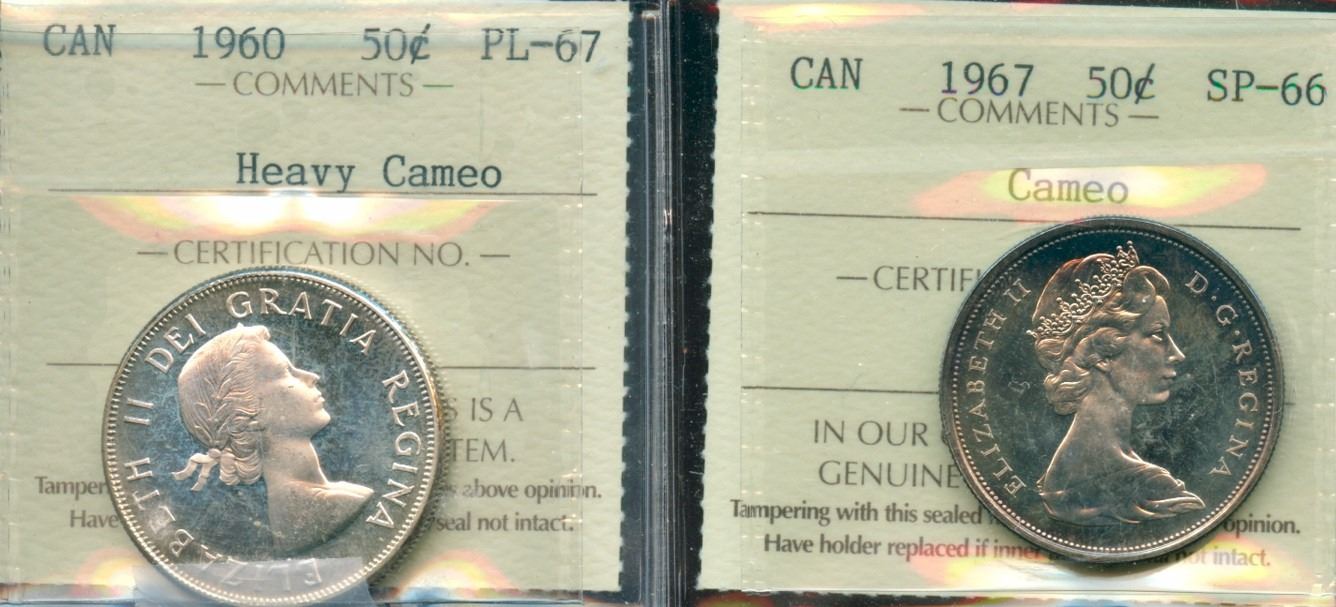 CAN 1960 50¢ PL-67
— COMMENTS —
Heavy Cameo
— CERTIFICATION NO. —
ELIZABETH II DEI GRATIA REGINA
IS A
TEM.
Tamper above opinion.
Have seal not intact.
CAN 1967 50¢ SP-66
— COMMENTS —
Cameo
— CERTIF
ELIZABETH II D·G·REGINA
IN OUR
GENUINE
Tampering with this sealed opinion.
Have holder replaced if inner not intact.